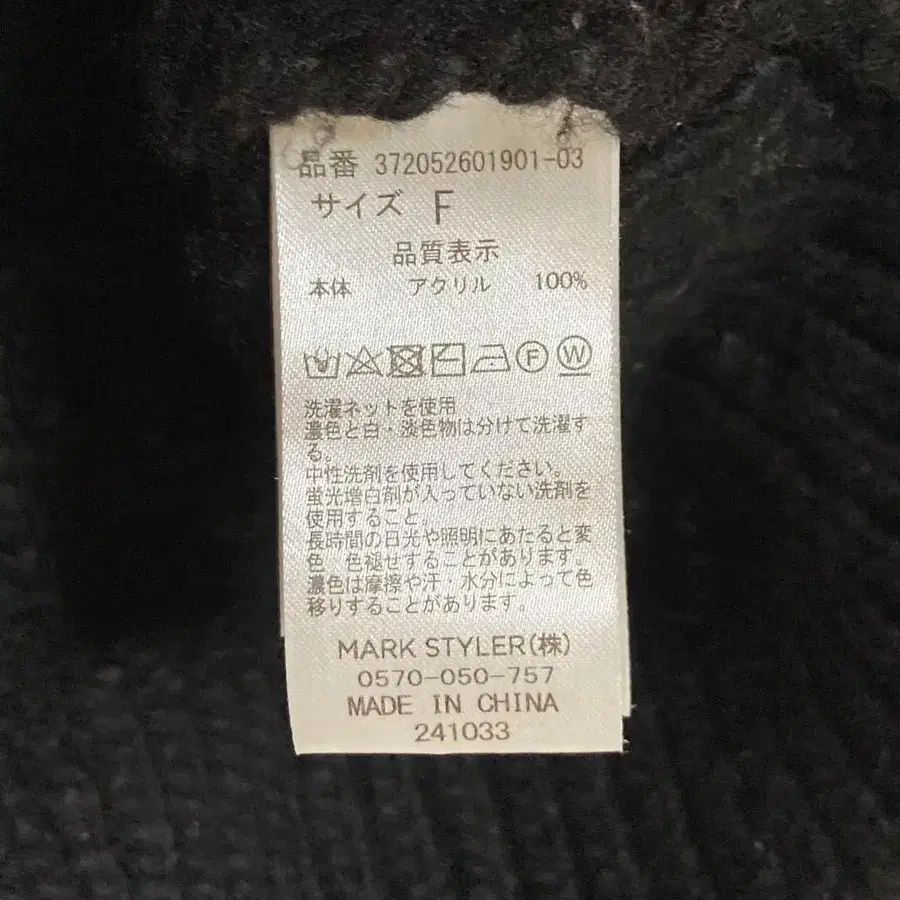 品番 372052601901-03
サイズ F
品質表示
本体 アクリル 100%
F W
洗濯ネットを使用
濃色と白・淡色物は分けて洗濯す
る。
中性洗剤を使用してください。
蛍光増白剤が入っていない洗剤を
使用すること。
長時間の日光や照明にあたると変
色 色褪せすることがあります。
濃色は摩擦や汗・水分によって色
移りすることがあります。
MARK STYLER(株)
0570-050-757
MADE IN CHINA
241033